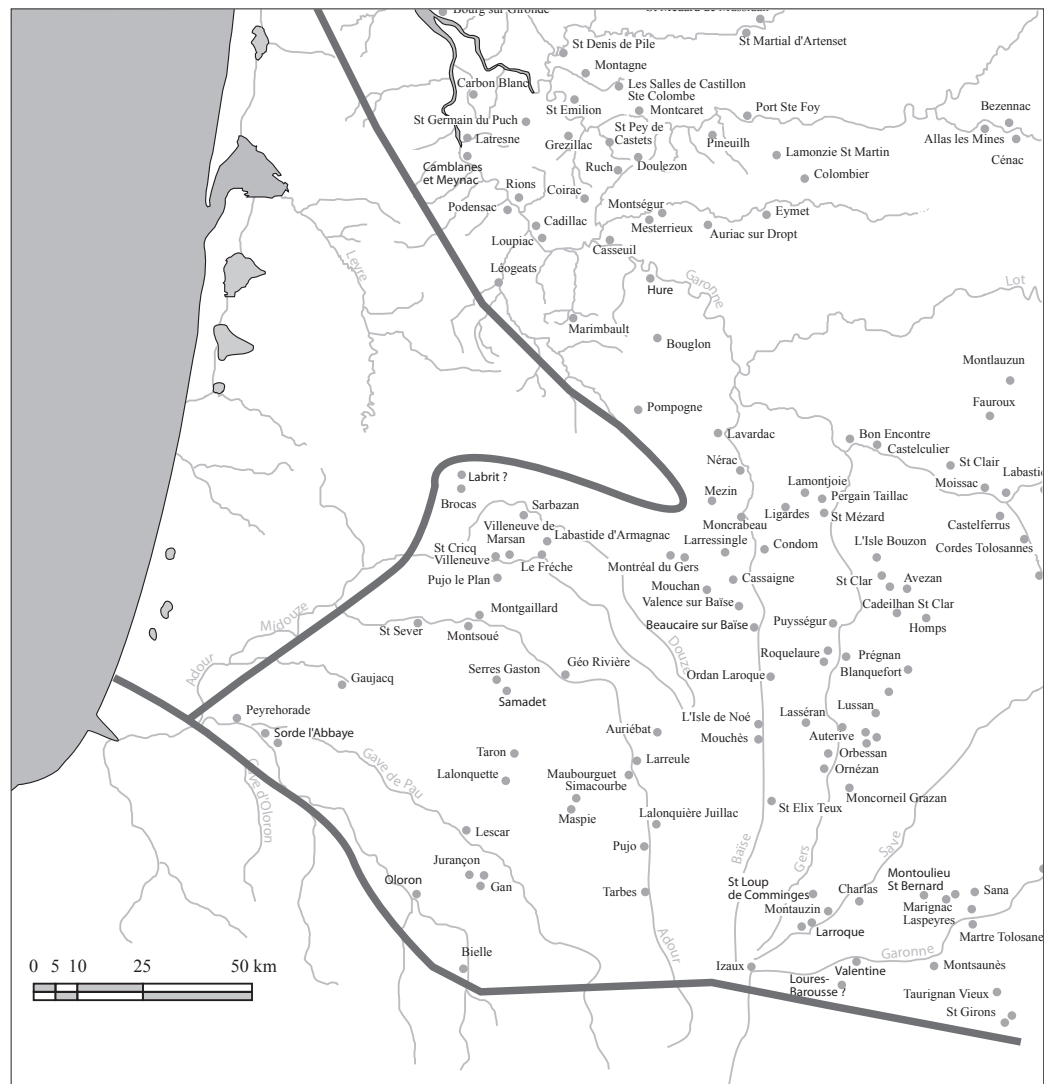 Bourg sur Gironde
St Martial d'Artenset
St Denis de Pile
Montagne
Carbon Blanc
Les Salles de Castillon
Ste Colombe
St Emilion
Montcaret
Port Ste Foy
Bezennac
St Germain du Puch
St Pey de
Castets
Latresne
Grezillac
Pineuilh
Allas les Mines
Cénac
Camblanes
et Meynac
Ruch
Doulezon
Lamonzie St Martin
Colombier
Rions
Coirac
Podensac
Montségur
Eymet
Cadillac
Mesterrieux
Auriac sur Dropt
Loupiac
Casseuil
Leyre
Léogeats
Garonne
Hure
Lot
Marimbault
Bouglon
Montlauzun
Fauroux
Pompogne
Lavardac
Bon Encontre
Castelculier
Nérac
St Clair
Labrit ?
Lamontjoie
Moissac
Labastide
Brocas
Mezin
Pergain Taillac
Sarbazan
Ligardes
St Mézard
Villeneuve de
Marsan
Moncrabeau
Castelferrus
Labastide d'Armagnac
Larressingle
L'Isle Bouzon
Cordes Tolosannes
St Cricq
Villeneuve
Condom
Le Fréche
Montréal du Gers
Pujo le Plan
Mouchan
Cassaigne
St Clar
Avezan
Valence sur Baïse
Cadeilhan St Clar
Midouze
Montgaillard
Homps
St Sever
Montsoué
Beaucaire sur Baïse
Puységur
Adour
Douze
Roquelaure
Prégnan
Serres Gaston
Géo Rivière
Blanquefort
Gaujacq
Ordan Laroque
Samadet
Lussan
Peyrehorade
L'Isle de Noé
Lasséran
Sorde l'Abbaye
Auriébat
Mouchès
Auterive
Orbessan
Taron
Larreule
Gave de Pau
Ornézan
Lalonquette
Maubourguet
Simacourbe
Gave d'Oloron
Moncorneil Grazan
Maspie
Lalonquière Juillac
St Elix Teux
Lescar
Pujo
Baïse
Gers
Save
Jurançon
Oloron
Gan
Tarbes
St Loup
de Comminges
Charlas
Montoulieu
St Bernard
Sana
Montauzin
Marignac
Laspeyres
Larroque
Martre Tolosane
Adour
Bielle
Garonne
Izaux
Valentine
Montsaunès
Loures-
Barousse ?
Taurignan Vieux
St Girons
0 5 10 25 50 km